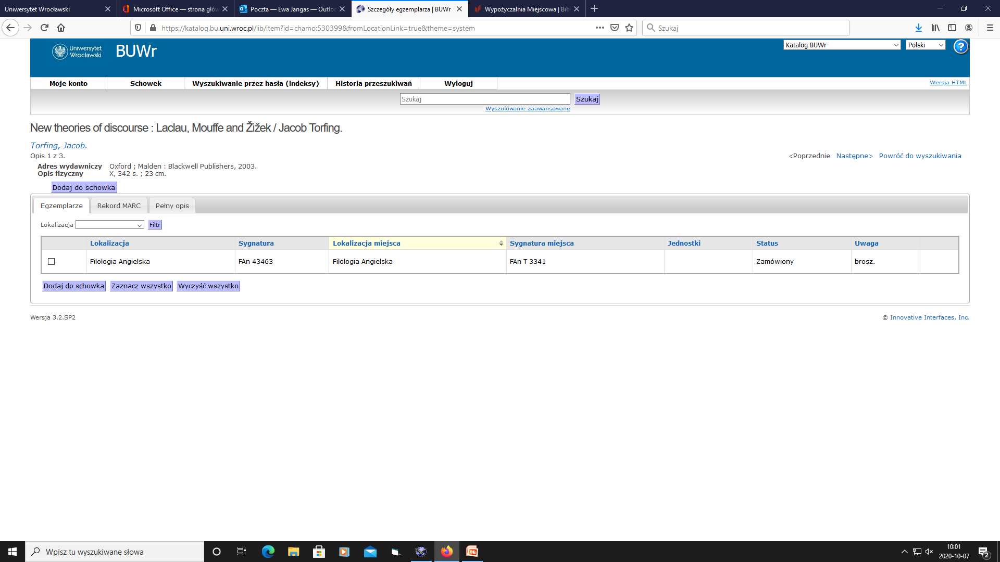 Uniwersytet Wrocławski
Microsoft Office — strona głów
Poczta — Ewa Jangas — Outloo
Szczegóły egzemplarza | BUWr
Wypożyczalnia Miejscowa | Bib
https://katalog.bu.uni.wroc.pl/lib/item?id=chamo:530399&fromLocationLink=true&theme=system
Szukaj
Uniwersytet
Wrocławski
BUWr
Katalog BUWr
Polski
?
Moje konto
Schowek
Wyszukiwanie przez hasła (indeksy)
Historia przeszukiwań
Wyloguj
Wersja HTML
Szukaj
Szukaj
Wyszukiwanie zaawansowane
New theories of discourse : Laclau, Mouffe and Žižek / Jacob Torfing.
Torfing, Jacob.
Opis 1 z 3.
<Poprzednie Następne> Powróć do wyszukiwania
Adres wydawniczy Oxford ; Malden : Blackwell Publishers, 2003.
Opis fizyczny X, 342 s. ; 23 cm.
Dodaj do schowka
Egzemplarze Rekord MARC Pełny opis
Lokalizacja Filtr
Lokalizacja Sygnatura Lokalizacja miejsca Sygnatura miejsca Jednostki Status Uwaga
Filologia Angielska FAn 43463 Filologia Angielska FAn T 3341 Zamówiony brosz.
Dodaj do schowka Zaznacz wszystko Wyczyść wszystko
Wersja 3.2.SP2
© Innovative Interfaces, Inc.
Wpisz tu wyszukiwane słowa
10:01
2020-10-07
2